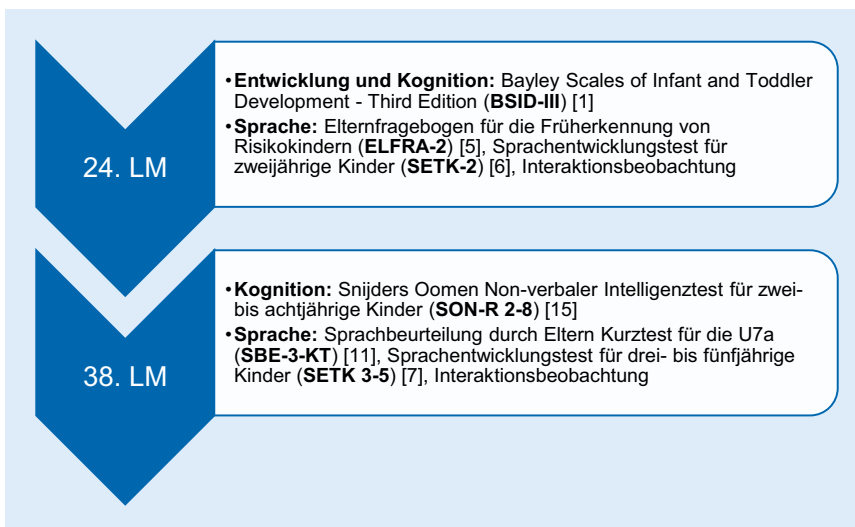 24. LM
•Entwicklung und Kognition: Bayley Scales of Infant and Toddler
Development - Third Edition (BSID-III) [1]
•Sprache: Elternfragebogen für die Früherkennung von
Risikokindern (ELFRA-2) [5], Sprachentwicklungstest für
zweijährige Kinder (SETK-2) [6], Interaktionsbeobachtung
38. LM
•Kognition: Snijders Oomen Non-verbaler Intelligenztest für zwei-
bis achtjährige Kinder (SON-R 2-8) [15]
•Sprache: Sprachbeurteilung durch Eltern Kurztest für die U7a
(SBE-3-KT) [11], Sprachentwicklungstest für drei- bis fünfjährige
Kinder (SETK 3-5) [7], Interaktionsbeobachtung